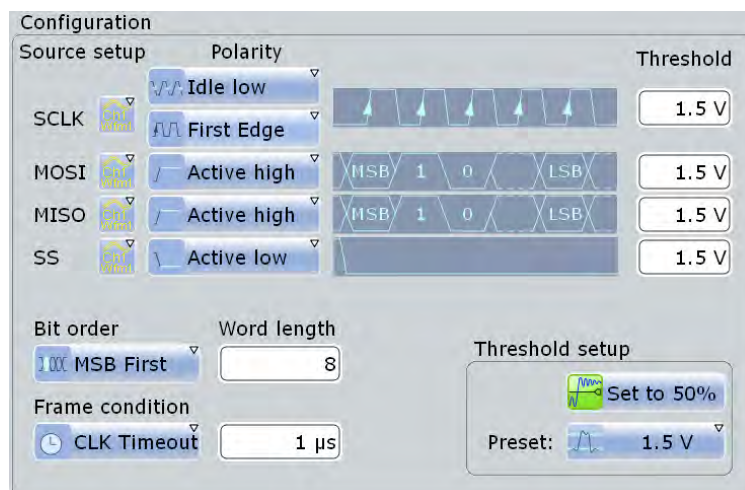 Configuration
Source setup Polarity Threshold
Idle low
SCLK 1.5 V
First Edge
MOSI Active high MSB 1 0 LSB 1.5 V
MISO Active high MSB 1 0 LSB 1.5 V
SS Active low 1.5 V
Bit order Word length
MSB First 8
Threshold setup
Set to 50%
Frame condition
CLK Timeout 1 µs
Preset: 1.5 V